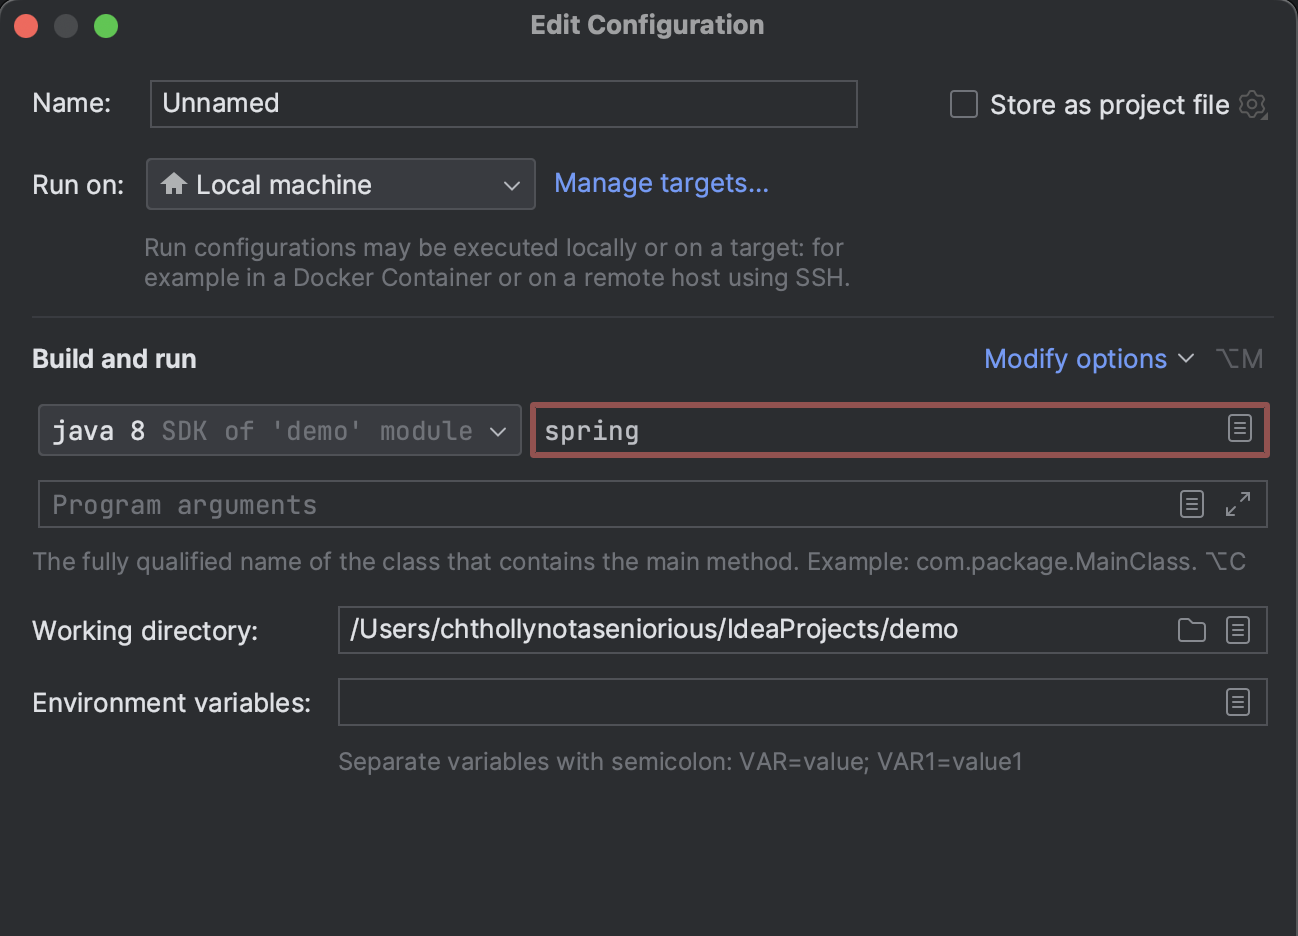 Edit Configuration
Name: Unnamed Store as project file
Run on: Local machine Manage targets...
Run configurations may be executed locally or on a target: for
example in a Docker Container or on a remote host using SSH.
Build and run Modify options ⌥M
java 8 SDK of 'demo' module spring
Program arguments
The fully qualified name of the class that contains the main method. Example: com.package.MainClass. ⌥C
Working directory: /Users/chthollynotaseniorious/IdeaProjects/demo
Environment variables:
Separate variables with semicolon: VAR=value; VAR1=value1